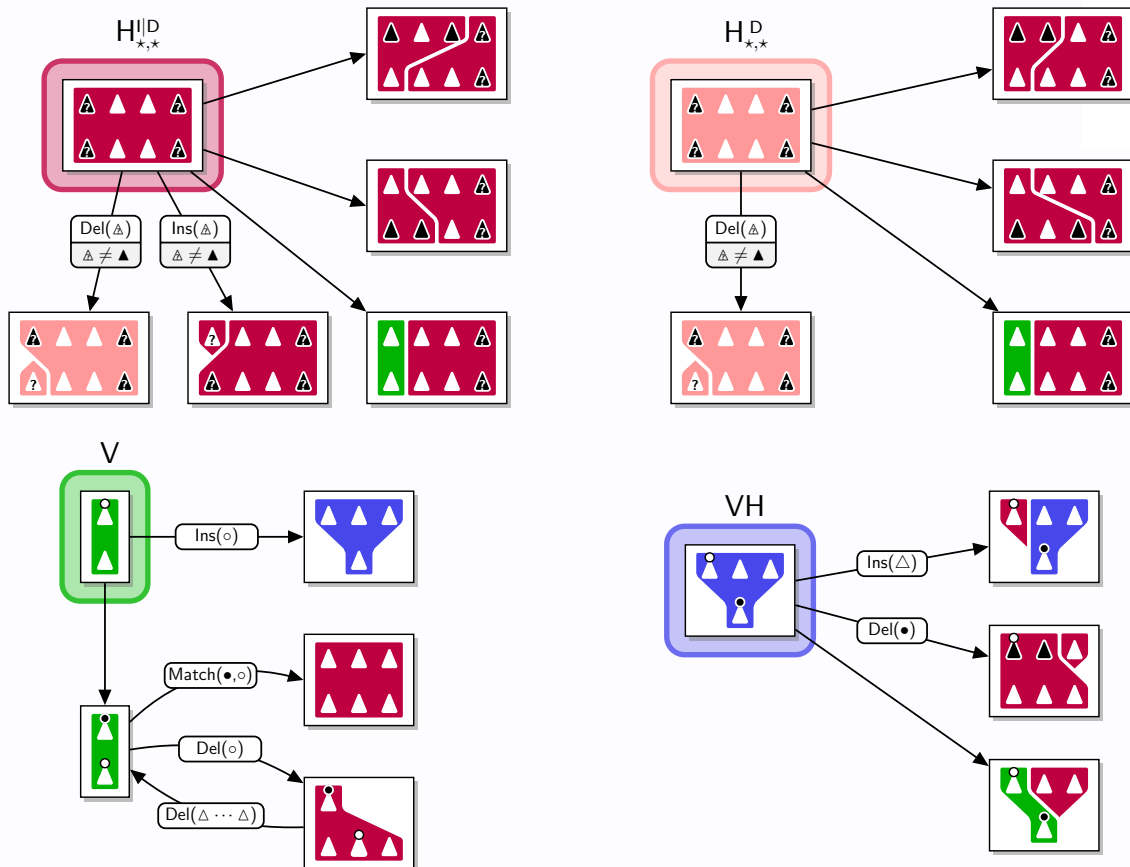 H^{I|D}_{⋆,⋆}
H^{D}_{⋆,⋆}
? ?
? ?
?
?
?
?
? ?
? ?
?
?
?
?
Del(◬)
◬ ≠ ▲
Ins(◬)
◬ ≠ ▲
Del(◬)
◬ ≠ ▲
? ?
? ?
? ?
? ?
?
?
? ?
? ?
?
?
V
VH
Ins(○)
Ins(△)
Del(●)
Match(●,○)
Del(○)
Del(△ ⋯ △)